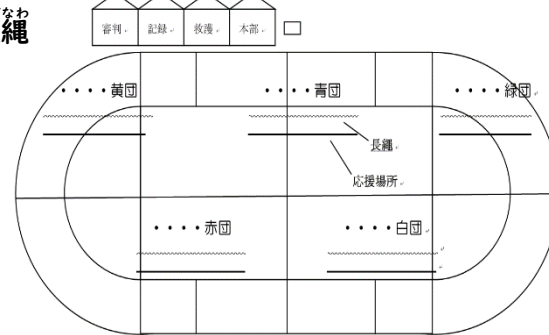 縄
なわ
審判 記録 救護 本部
・・・・黄団 ・・・・青団 ・・・・緑団
長縄
応援場所
・・・・赤団 ・・・・白団